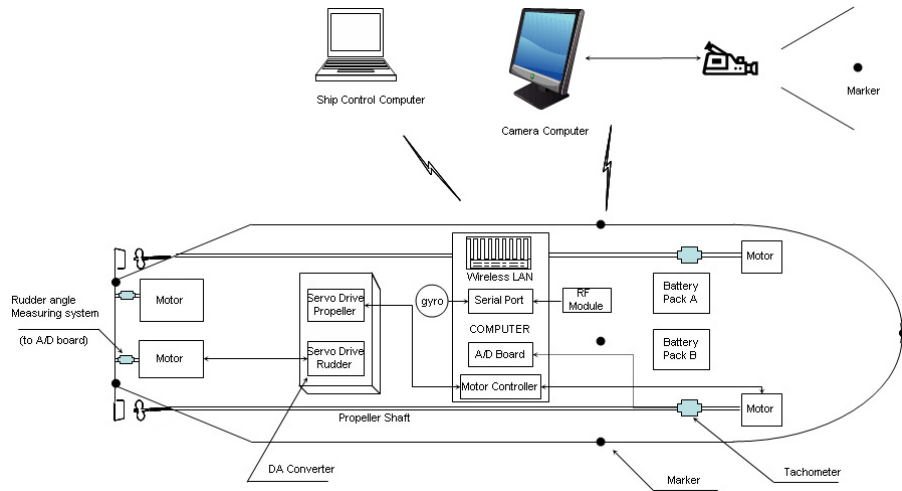 Ship Control Computer
Camera Computer
Marker
Wireless LAN
Motor
Rudder angle
Measuring system
(to A/D board)
Motor
Servo Drive
Propeller
gyro
Serial Port
RF
Module
Battery
Pack A
COMPUTER
Motor
Servo Drive
Rudder
A/D Board
Battery
Pack B
Motor Controller
Propeller Shaft
Motor
DA Converter
Marker
Tachometer